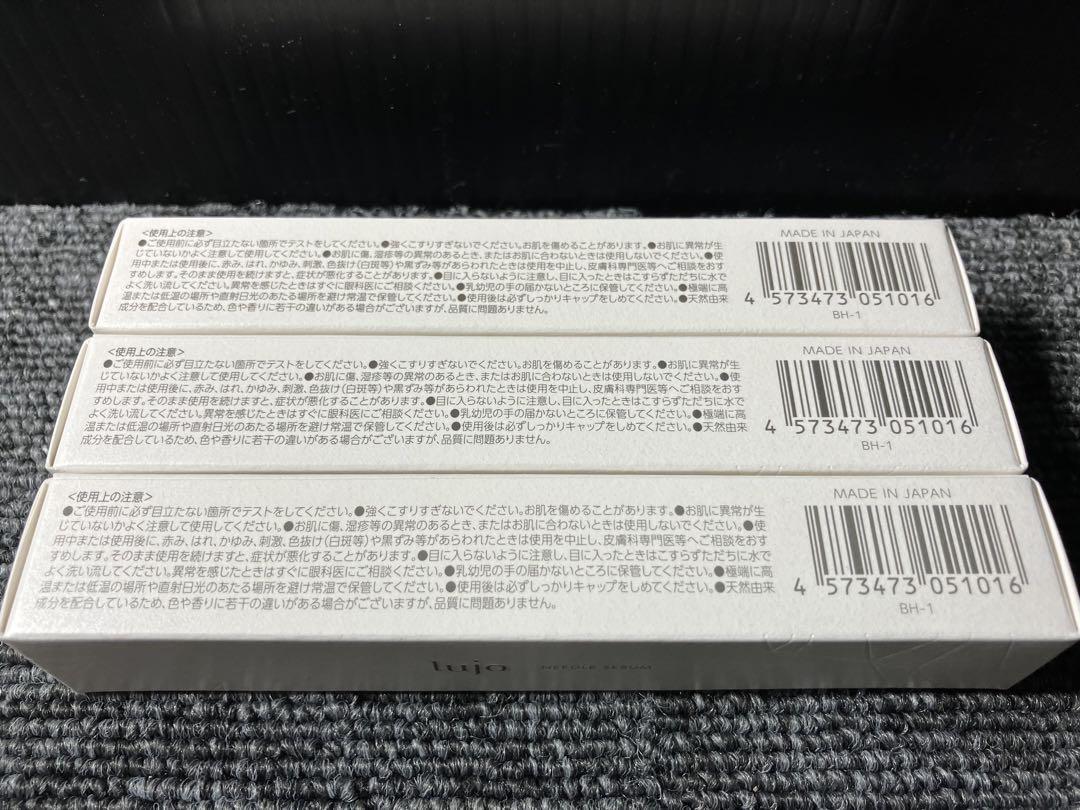 <使用上の注意>
●ご使用前に必ず目立たない箇所でテストをしてください。●強くこすりすぎないでください。お肌を傷めることがあります。●お肌に異常が生
じていないかよく注意して使用してください。●お肌に傷、湿疹等の異常のあるとき、またはお肌に合わないときは使用しないでください。●使
用中または使用後に、赤み、はれ、かゆみ、刺激、色抜け(白斑等)や黒ずみ等があらわれたときは使用を中止し、皮膚科専門医等へご相談をおす
すめします。そのまま使用を続けますと、症状が悪化することがあります。●目に入らないように注意し、目に入ったときはこすらずただちに水で
よく洗い流してください。異常を感じたときはすぐに眼科医にご相談ください。●乳幼児の手の届かないところに保管してください。●極端に高
温または低温の場所や直射日光のあたる場所を避け常温で保管してください。●使用後は必ずしっかりキャップをしめてください。●天然由来
成分を配合しているため、色や香りに若干の違いがある場合がございますが、品質に問題ありません。
MADE IN JAPAN
4 573473 051016
BH-1
<使用上の注意>
●ご使用前に必ず目立たない箇所でテストをしてください。●強くこすりすぎないでください。お肌を傷めることがあります。●お肌に異常が生
じていないかよく注意して使用してください。●お肌に傷、湿疹等の異常のあるとき、またはお肌に合わないときは使用しないでください。●使
用中または使用後に、赤み、はれ、かゆみ、刺激、色抜け(白斑等)や黒ずみ等があらわれたときは使用を中止し、皮膚科専門医等へご相談をおす
すめします。そのまま使用を続けますと、症状が悪化することがあります。●目に入らないように注意し、目に入ったときはこすらずただちに水で
よく洗い流してください。異常を感じたときはすぐに眼科医にご相談ください。●乳幼児の手の届かないところに保管してください。●極端に高
温または低温の場所や直射日光のあたる場所を避け常温で保管してください。●使用後は必ずしっかりキャップをしめてください。●天然由来
成分を配合しているため、色や香りに若干の違いがある場合がございますが、品質に問題ありません。
MADE IN JAPAN
4 573473 051016
BH-1
<使用上の注意>
●ご使用前に必ず目立たない箇所でテストをしてください。●強くこすりすぎないでください。お肌を傷めることがあります。●お肌に異常が生
じていないかよく注意して使用してください。●お肌に傷、湿疹等の異常のあるとき、またはお肌に合わないときは使用しないでください。●使
用中または使用後に、赤み、はれ、かゆみ、刺激、色抜け(白斑等)や黒ずみ等があらわれたときは使用を中止し、皮膚科専門医等へご相談をおす
すめします。そのまま使用を続けますと、症状が悪化することがあります。●目に入らないように注意し、目に入ったときはこすらずただちに水で
よく洗い流してください。異常を感じたときはすぐに眼科医にご相談ください。●乳幼児の手の届かないところに保管してください。●極端に高
温または低温の場所や直射日光のあたる場所を避け常温で保管してください。●使用後は必ずしっかりキャップをしめてください。●天然由来
成分を配合しているため、色や香りに若干の違いがある場合がございますが、品質に問題ありません。
MADE IN JAPAN
4 573473 051016
BH-1
lujo NEEDLE SERUM